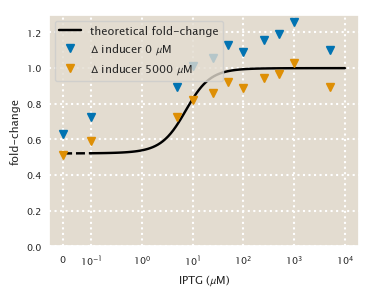 theoretical fold-change
Δ inducer 0 μM
Δ inducer 5000 μM
1.2
1.0
0.8
0.6
0.4
0.2
0.0
fold-change
0 10⁻¹ 10⁰ 10¹ 10² 10³ 10⁴
IPTG (μM)